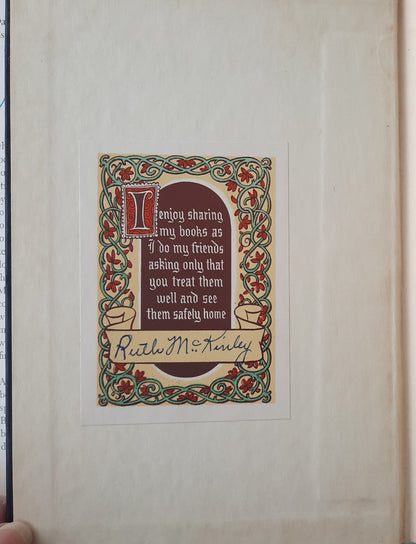 I enjoy sharing
my books as
I do my friends
asking only that
you treat them
well and see
them safely home
Ruth McKinley